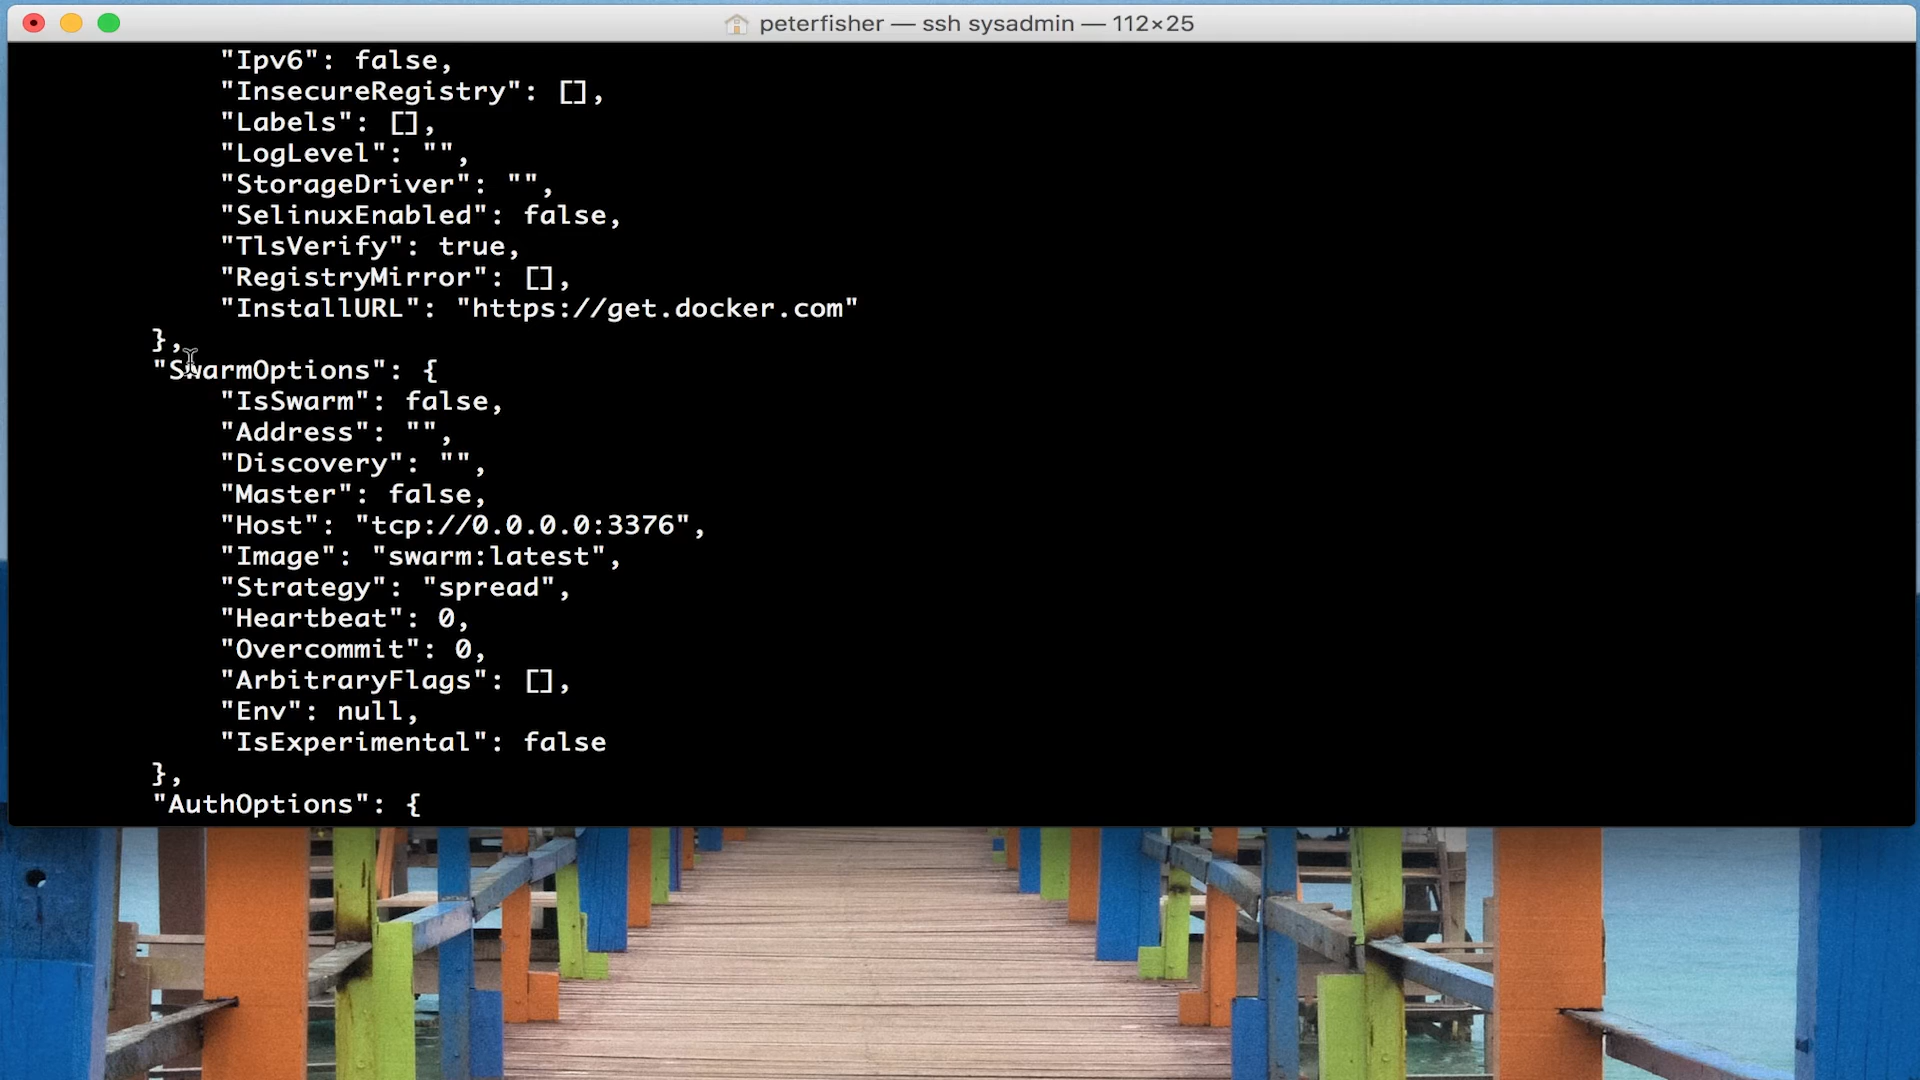 peterfisher — ssh sysadmin — 112×25
"Ipv6": false,
"InsecureRegistry": [],
"Labels": [],
"LogLevel": "",
"StorageDriver": "",
"SelinuxEnabled": false,
"TlsVerify": true,
"RegistryMirror": [],
"InstallURL": "https://get.docker.com"
},
"SwarmOptions": {
"IsSwarm": false,
"Address": "",
"Discovery": "",
"Master": false,
"Host": "tcp://0.0.0.0:3376",
"Image": "swarm:latest",
"Strategy": "spread",
"Heartbeat": 0,
"Overcommit": 0,
"ArbitraryFlags": [],
"Env": null,
"IsExperimental": false
},
"AuthOptions": {